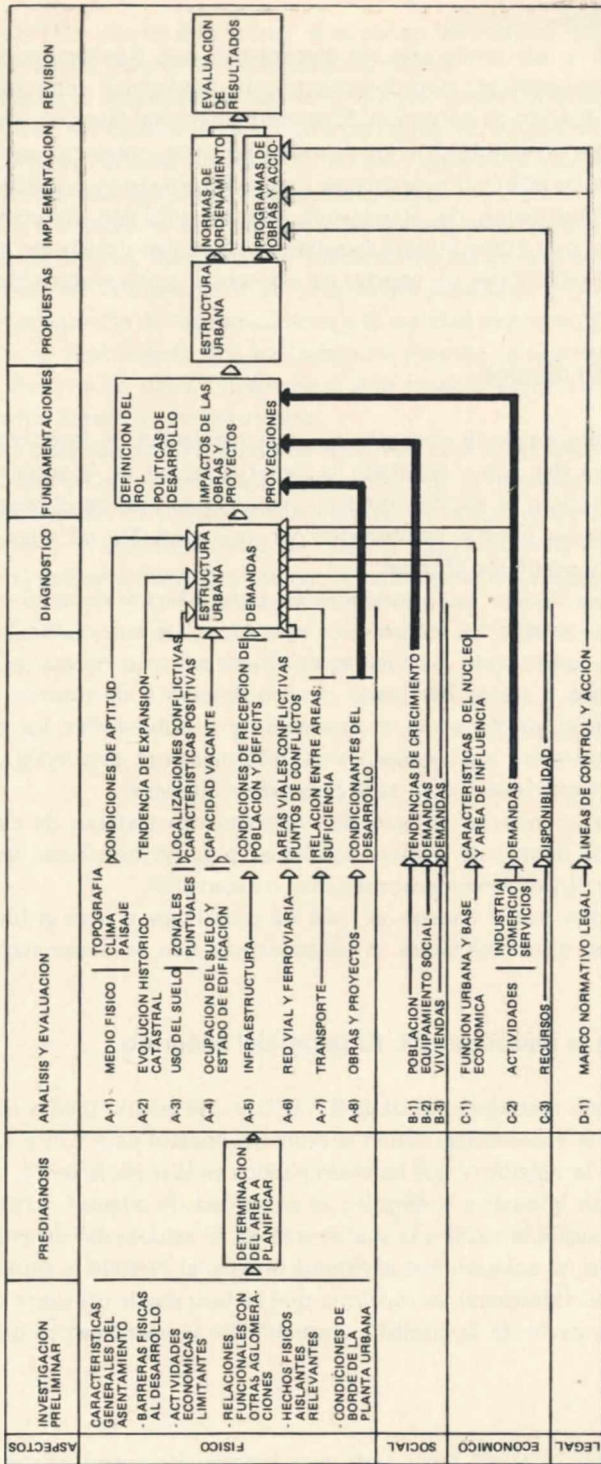 ASPECTOS
INVESTIGACION
PRELIMINAR
PRE-DIAGNOSIS
ANALISIS Y EVALUACION
DIAGNOSTICO
FUNDAMENTACIONES
PROPUESTAS
IMPLEMENTACION
REVISION
FISICO
CARACTERISTICAS
GENERALES DEL
ASENTAMIENTO
- BARRERAS FISICAS
AL DESARROLLO
- ACTIVIDADES
ECONOMICAS
LIMITANTES
- RELACIONES
FUNCIONALES CON
OTRAS AGLOMERA-
CIONES
- HECHOS FISICOS
AISLANTES
RELEVANTES
- CONDICIONES DE
BORDE DE LA
PLANTA URBANA
DETERMINACION
DEL AREA A
PLANIFICAR
A-1) MEDIO FISICO
TOPOGRAFIA
CLIMA
PAISAJE
CONDICIONES DE APTITUD
A-2) EVOLUCION HISTORICO-
CATASTRAL
TENDENCIA DE EXPANSION
A-3) USO DEL SUELO
ZONALES
PUNTUALES
LOCALIZACIONES CONFLICTIVAS
CARACTERISTICAS POSITIVAS
A-4) OCUPACION DEL SUELO Y
ESTADO DE EDIFICACION
CAPACIDAD VACANTE
A-5) INFRAESTRUCTURA
CONDICIONES DE RECEPCION DE
POBLACION Y DEFICITS
A-6) RED VIAL Y FERROVIARIA
AREAS VIALES CONFLICTIVAS
PUNTOS DE CONFLICTOS
A-7) TRANSPORTE
RELACION ENTRE AREAS:
SUFICIENCIA
A-8) OBRAS Y PROYECTOS
CONDICIONANTES DEL
DESARROLLO
ESTRUCTURA
URBANA
DEMANDAS
DEFINICION DEL
ROL
POLITICAS DE
DESARROLLO
IMPACTOS DE LAS
OBRAS Y
PROYECTOS
PROYECCIONES
ESTRUCTURA
URBANA
NORMAS DE
ORDENAMIENTO
PROGRAMAS DE
OBRAS Y ACCIO-
EVALUACION
DE
RESULTADOS
SOCIAL
B-1) POBLACION
TENDENCIAS DE CRECIMIENTO
B-2) EQUIPAMIENTO SOCIAL
DEMANDAS
B-3) VIVIENDAS
DEMANDAS
ECONOMICO
C-1) FUNCION URBANA Y BASE
ECONOMICA
CARACTERISTICAS DEL NUCLEO
Y AREA DE INFLUENCIA
C-2) ACTIVIDADES
INDUSTRIA
COMERCIO
SERVICIOS
DEMANDAS
C-3) RECURSOS
DISPONIBILIDAD
LEGAL
D-1) MARCO NORMATIVO LEGAL
LINEAS DE CONTROL Y ACCION